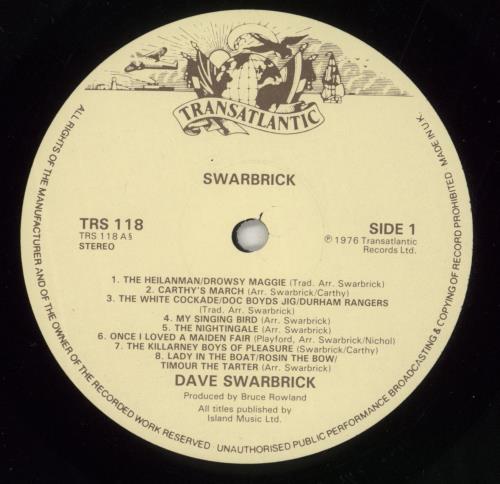 TRANSATLANTIC
SWARBRICK
TRS 118
TRS 118 A§
STEREO
SIDE 1
℗ 1976 Transatlantic
Records Ltd.
1. THE HEILANMAN/DROWSY MAGGIE (Trad. Arr. Swarbrick)
2. CARTHY'S MARCH (Arr. Swarbrick/Carthy)
3. THE WHITE COCKADE/DOC BOYDS JIG/DURHAM RANGERS
(Trad. Arr. Swarbrick)
4. MY SINGING BIRD (Arr. Swarbrick)
5. THE NIGHTINGALE (Arr. Swarbrick)
6. ONCE I LOVED A MAIDEN FAIR (Playford, Arr. Swarbrick/Nichol)
7. THE KILLARNEY BOYS OF PLEASURE (Swarbrick/Carthy)
8. LADY IN THE BOAT/ROSIN THE BOW/
TIMOUR THE TARTER (Arr. Swarbrick)
DAVE SWARBRICK
Produced by Bruce Rowland
All titles published by
Island Music Ltd.
ALL RIGHTS OF THE MANUFACTURER AND OF THE OWNER OF THE RECORDED WORK RESERVED UNAUTHORISED PUBLIC PERFORMANCE BROADCASTING & COPYING OF RECORD PROHIBITED MADE IN U.K.